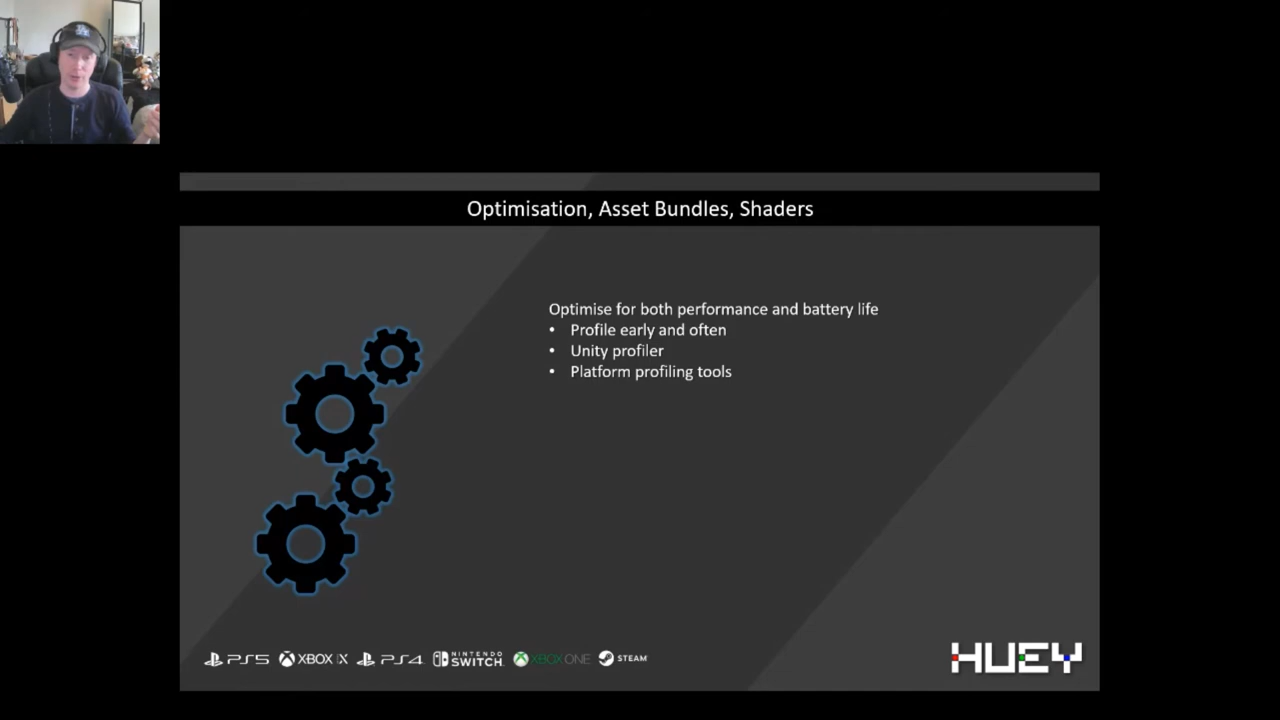 Optimisation, Asset Bundles, Shaders
Optimise for both performance and battery life
• Profile early and often
• Unity profiler
• Platform profiling tools
PS5 XBOX X PS4 NINTENDO SWITCH XBOX ONE STEAM
HUEY